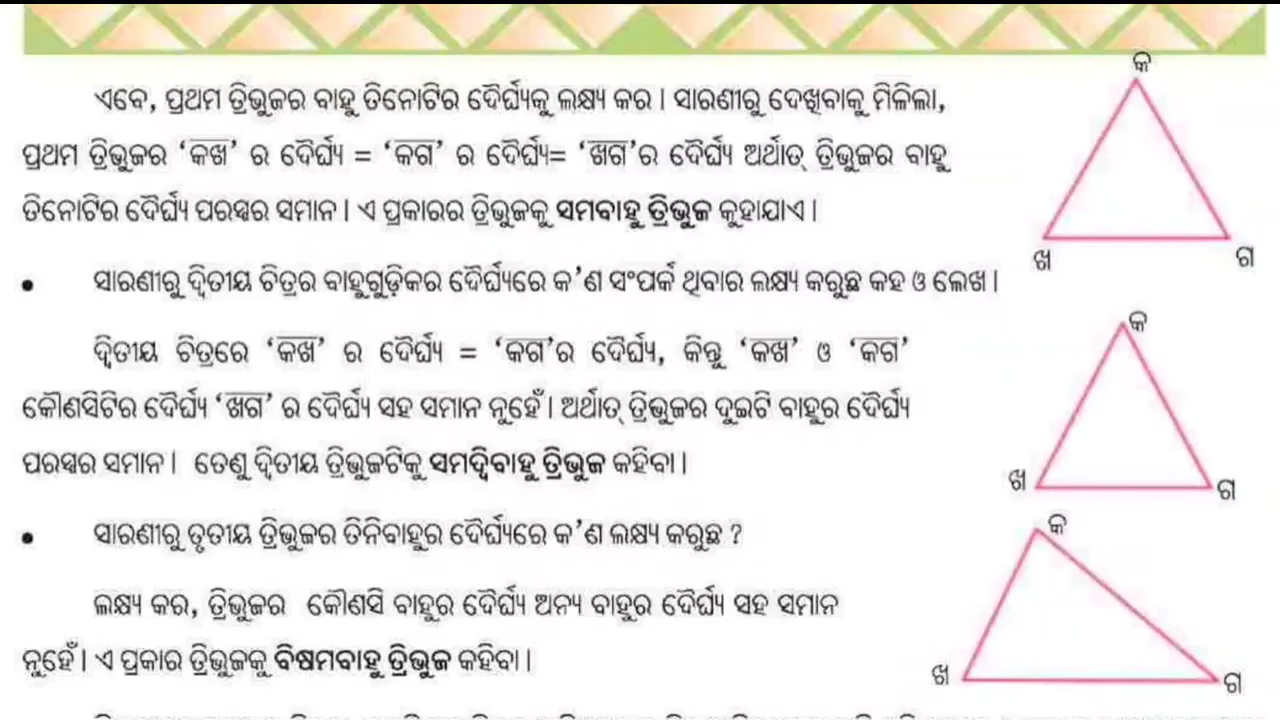 କ
ଏବେ, ପ୍ରଥମ ତ୍ରିଭୁଜର ବାହୁ ତିନୋଟିର ଦୈର୍ଘ୍ୟକୁ ଲକ୍ଷ୍ୟ କର । ସାରଣୀରୁ ଦେଖିବାକୁ ମିଳିଲା,
ପ୍ରଥମ ତ୍ରିଭୁଜର ‘କଖ’ ର ଦୈର୍ଘ୍ୟ = ‘କଗ’ ର ଦୈର୍ଘ୍ୟ= ‘ଖଗ’ର ଦୈର୍ଘ୍ୟ ଅର୍ଥାତ୍ ତ୍ରିଭୁଜର ବାହୁ
ତିନୋଟିର ଦୈର୍ଘ୍ୟ ପରସ୍ପର ସମାନ । ଏ ପ୍ରକାରର ତ୍ରିଭୁଜକୁ ସମବାହୁ ତ୍ରିଭୁଜ କୁହାଯାଏ ।
ଖ ଗ
• ସାରଣୀରୁ ଦ୍ୱିତୀୟ ଚିତ୍ରର ବାହୁଗୁଡ଼ିକର ଦୈର୍ଘ୍ୟରେ କ’ଣ ସଂପର୍କ ଥିବାର ଲକ୍ଷ୍ୟ କରୁଛ କହ ଓ ଲେଖ ।
କ
ଦ୍ୱିତୀୟ ଚିତ୍ରରେ ‘କଖ’ ର ଦୈର୍ଘ୍ୟ = ‘କଗ’ର ଦୈର୍ଘ୍ୟ, କିନ୍ତୁ ‘କଖ’ ଓ ‘କଗ’
କୌଣସିଟିର ଦୈର୍ଘ୍ୟ ‘ଖଗ’ ର ଦୈର୍ଘ୍ୟ ସହ ସମାନ ନୁହେଁ । ଅର୍ଥାତ୍ ତ୍ରିଭୁଜର ଦୁଇଟି ବାହୁର ଦୈର୍ଘ୍ୟ
ପରସ୍ପର ସମାନ । ତେଣୁ ଦ୍ୱିତୀୟ ତ୍ରିଭୁଜଟିକୁ ସମଦ୍ୱିବାହୁ ତ୍ରିଭୁଜ କହିବା ।
ଖ ଗ
• ସାରଣୀରୁ ତୃତୀୟ ତ୍ରିଭୁଜର ତିନିବାହୁର ଦୈର୍ଘ୍ୟରେ କ’ଣ ଲକ୍ଷ୍ୟ କରୁଛ ?
କ
ଲକ୍ଷ୍ୟ କର, ତ୍ରିଭୁଜର କୌଣସି ବାହୁର ଦୈର୍ଘ୍ୟ ଅନ୍ୟ ବାହୁର ଦୈର୍ଘ୍ୟ ସହ ସମାନ
ନୁହେଁ । ଏ ପ୍ରକାର ତ୍ରିଭୁଜକୁ ବିଷମବାହୁ ତ୍ରିଭୁଜ କହିବା ।
ଖ ଗ